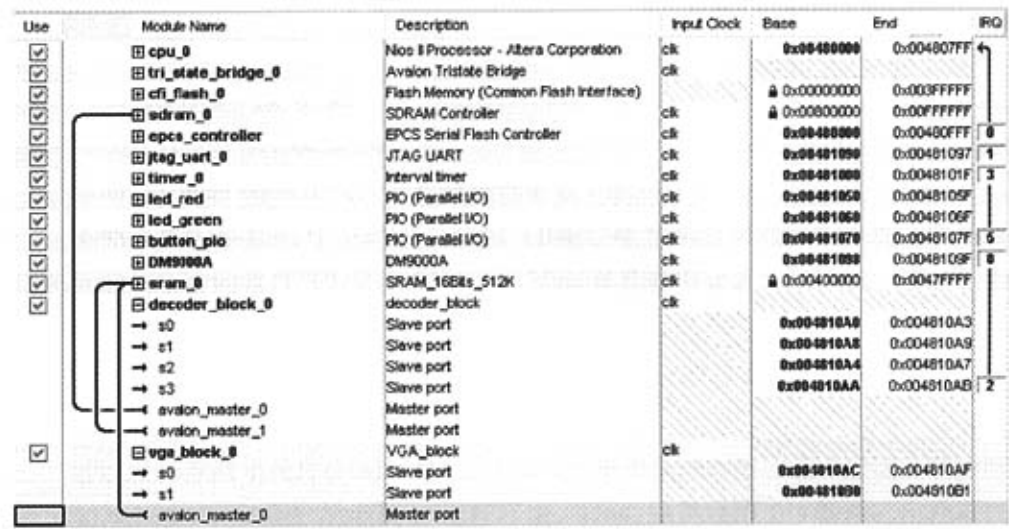 Use Module Name Description Input Clock Base End IRQ
cpu_0 Nios II Processor - Altera Corporation clk 0x00480000 0x004807FF
tri_state_bridge_0 Avalon Tristate Bridge clk
cfi_flash_0 Flash Memory (Common Flash Interface) 0x00000000 0x003FFFFF
sdram_0 SDRAM Controller clk 0x00800000 0x00FFFFFF
epcs_controller EPCS Serial Flash Controller clk 0x00480800 0x00480FFF 0
jtag_uart_0 JTAG UART clk 0x00481090 0x00481097 1
timer_0 Interval timer clk 0x00481000 0x0048101F 3
led_red PIO (Parallel I/O) clk 0x00481050 0x0048105F
led_green PIO (Parallel I/O) clk 0x00481060 0x0048106F
button_pio PIO (Parallel I/O) clk 0x00481070 0x0048107F 5
DM9000A DM9000A clk
sram_0 SRAM_16Bits_512K clk 0x00400000 0x0047FFFF
decoder_block_0 decoder_block clk
s0 Slave port 0x004810A0 0x004810A3
s1 Slave port 0x004810A8 0x004810A9
s2 Slave port 0x004810A4 0x004810A7
s3 Slave port 0x004810AA 0x004810AB 2
avalon_master_0 Master port
avalon_master_1 Master port
vga_block_0 VGA_block clk
s0 Slave port 0x004810AC 0x004810AF
s1 Slave port 0x004810B0 0x004810B1
avalon_master_0 Master port